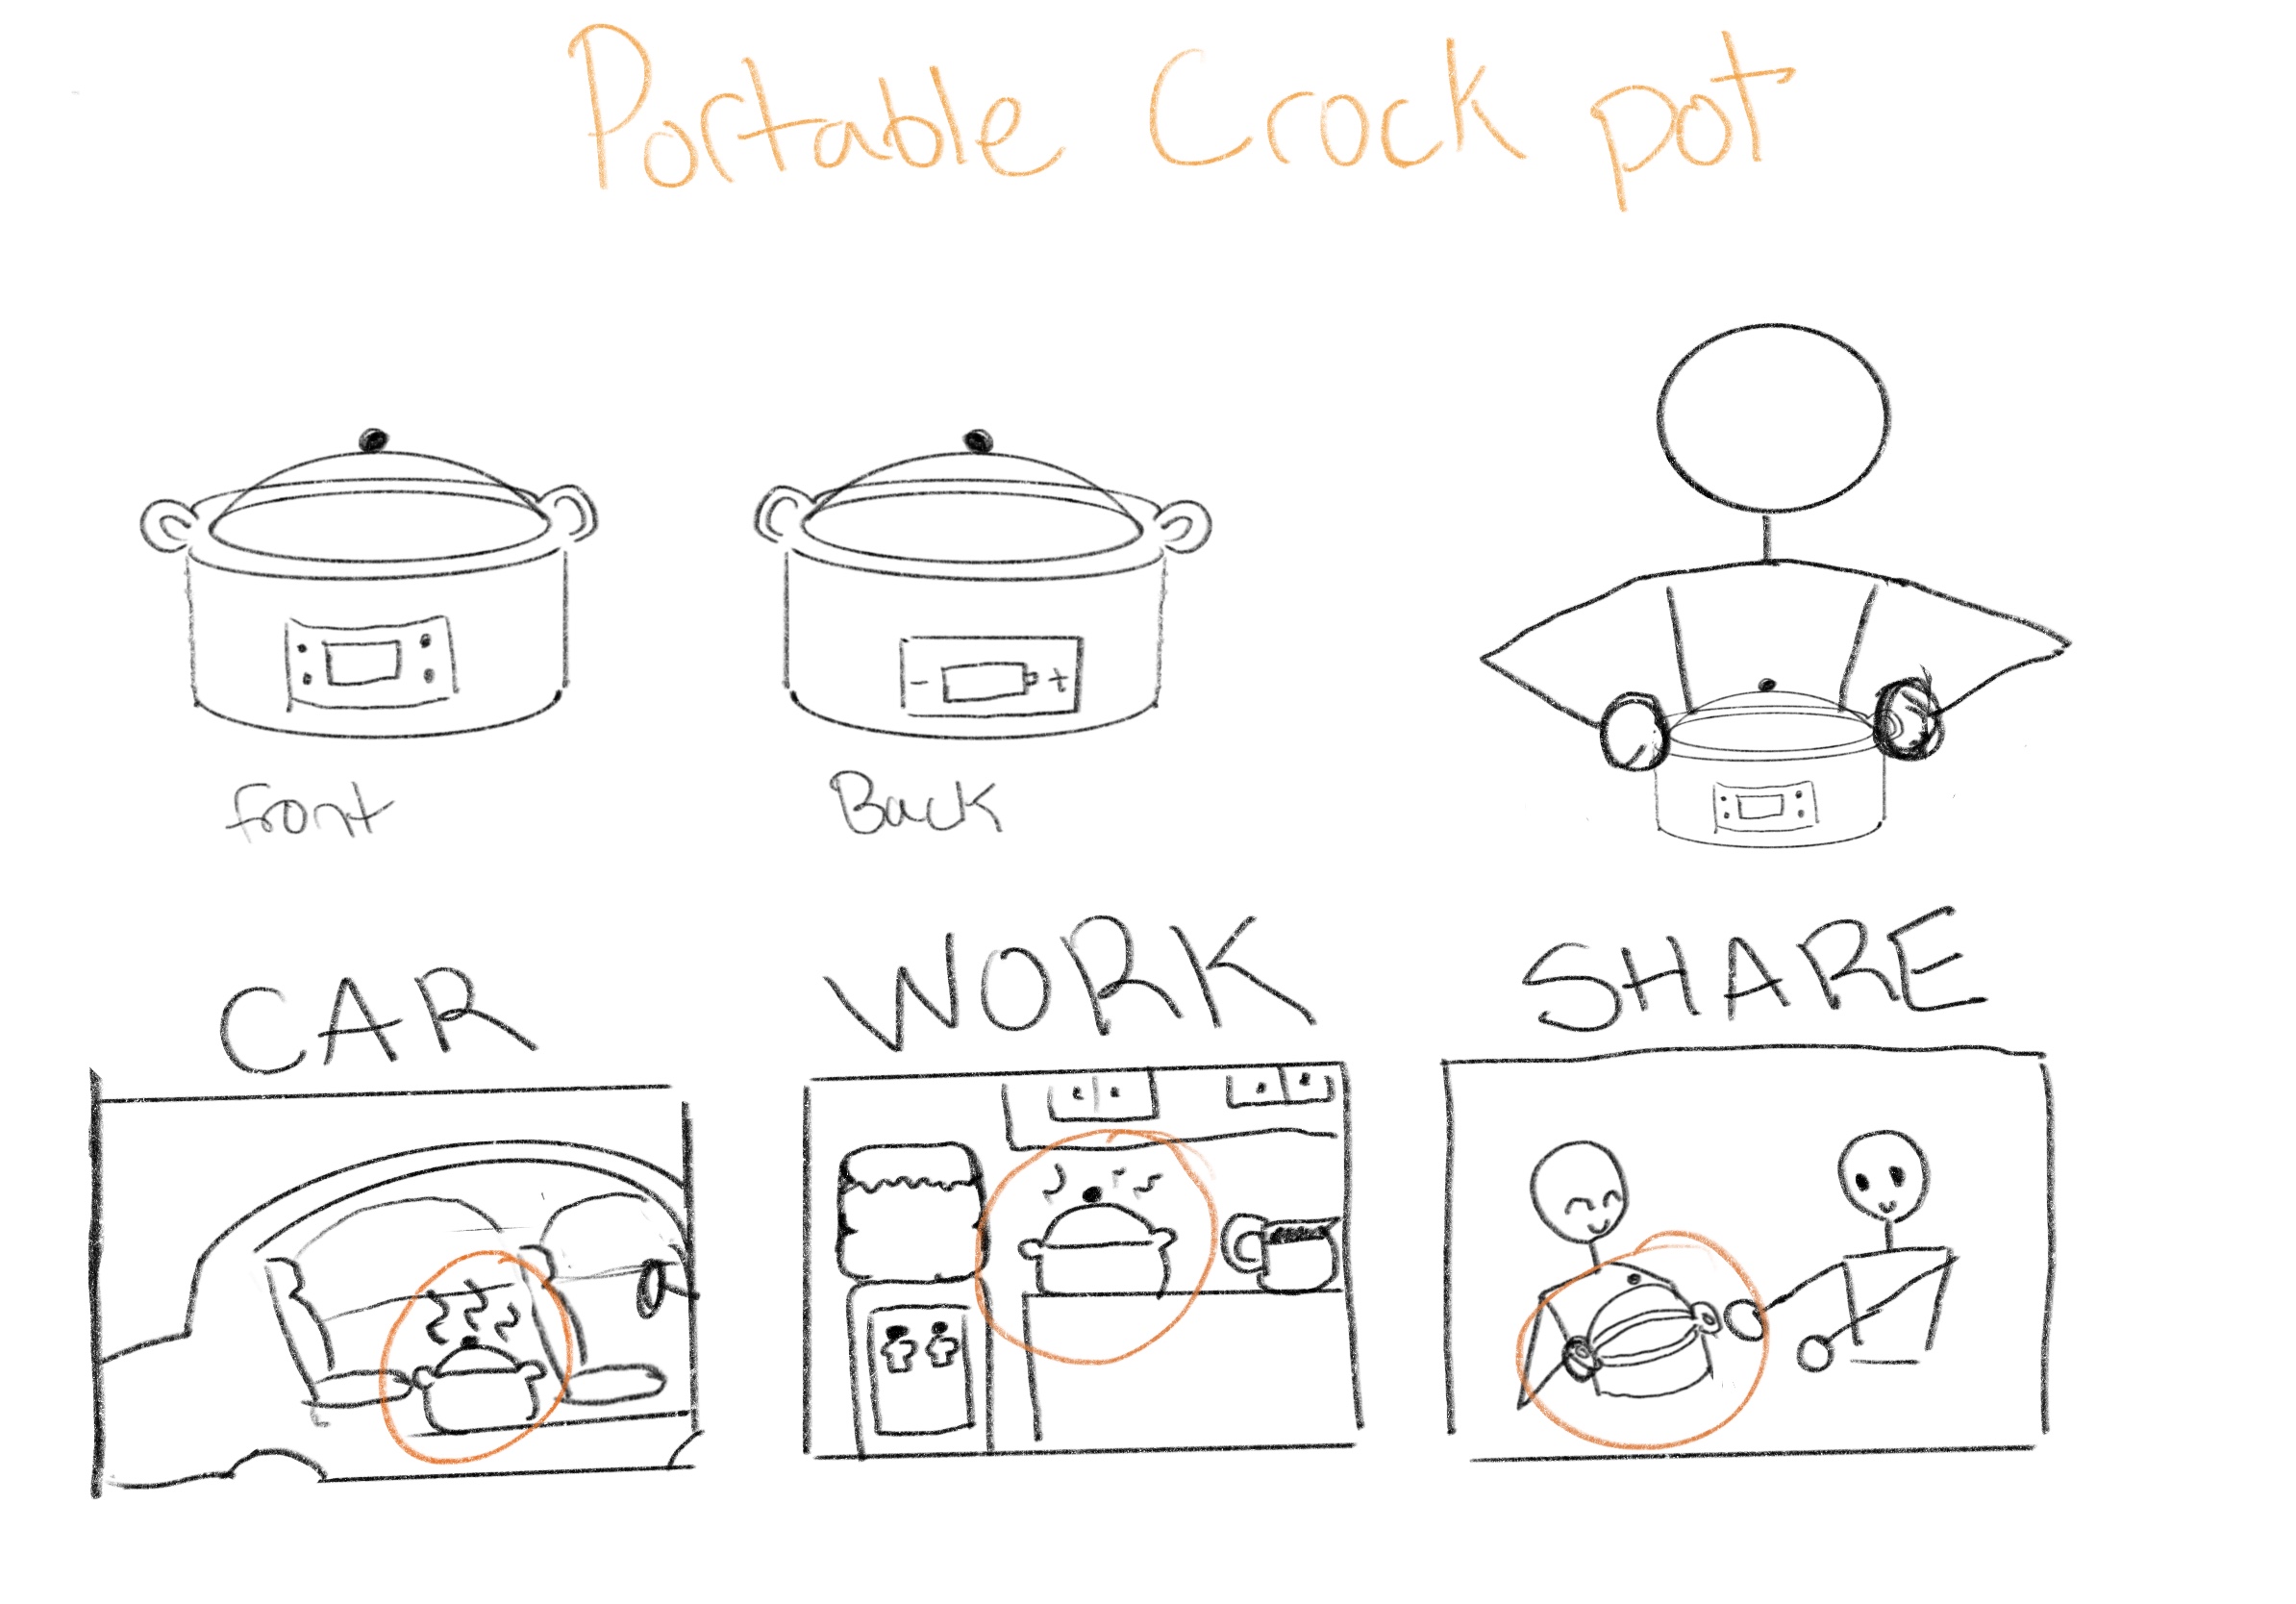 Portable Crock pot
- +
front
Back
CAR
WORK
SHARE